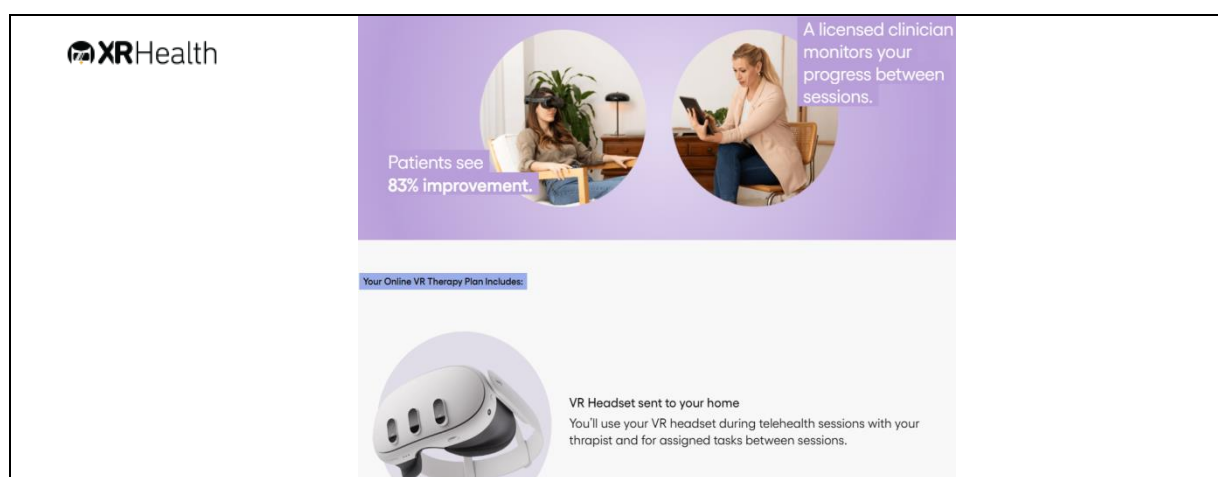 XRHealth
A licensed clinician
monitors your
progress between
sessions.
Patients see
83% improvement.
Your Online VR Therapy Plan Includes:
VR Headset sent to your home
You'll use your VR headset during telehealth sessions with your
thrapist and for assigned tasks between sessions.